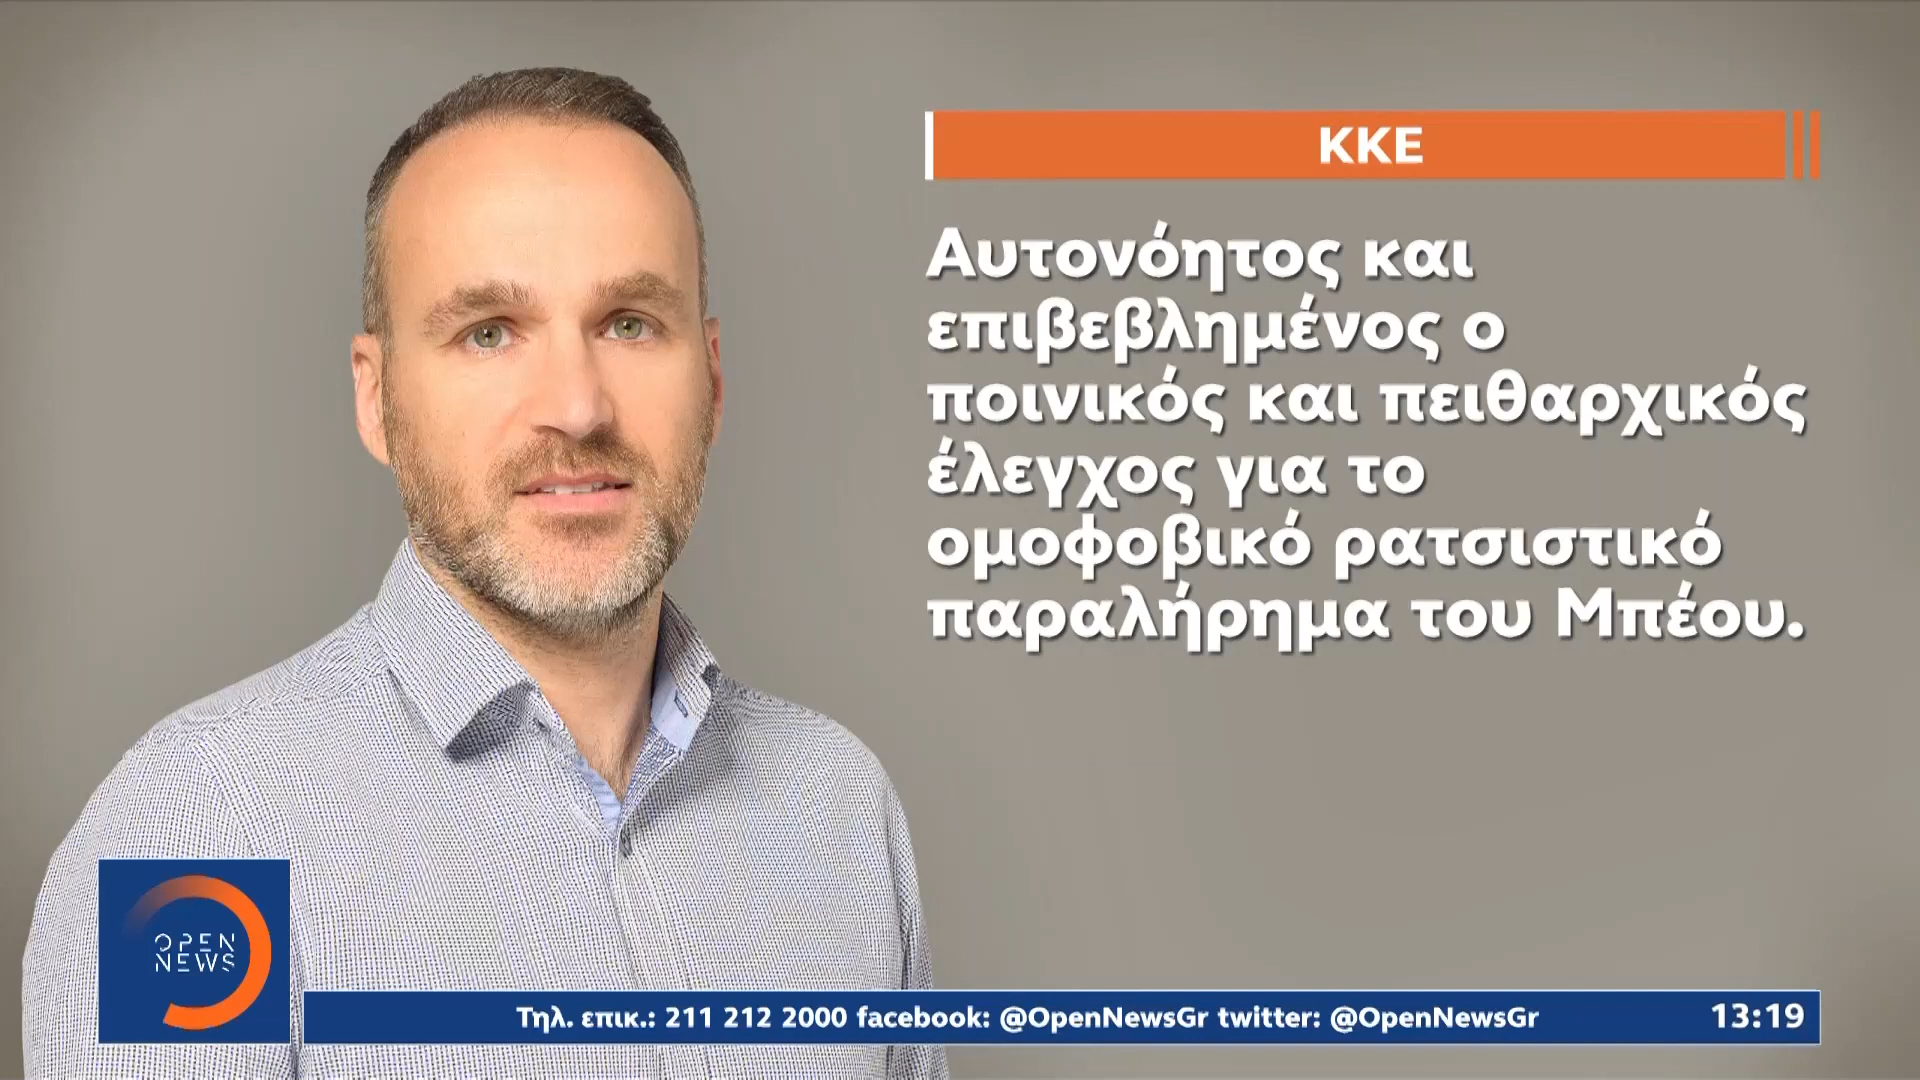 ΚΚΕ
Αυτονόητος και
επιβεβλημένος ο
ποινικός και πειθαρχικός
έλεγχος για το
ομοφοβικό ρατσιστικό
παραλήρημα του Μπέου.
OPEN
NEWS
Τηλ. επικ.: 211 212 2000 facebook: @OpenNewsGr twitter: @OpenNewsGr
13:19